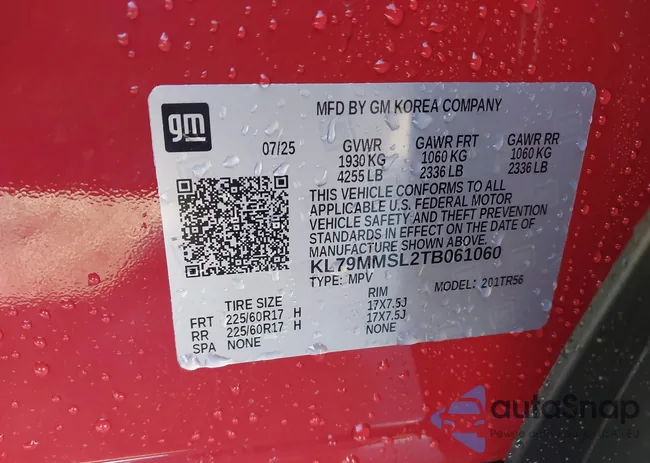 gm
MFD BY GM KOREA COMPANY
07/25 GVWR GAWR FRT GAWR RR
1930 KG 1060 KG 1060 KG
4255 LB 2336 LB 2336 LB
THIS VEHICLE CONFORMS TO ALL
APPLICABLE U.S. FEDERAL MOTOR
VEHICLE SAFETY AND THEFT PREVENTION
STANDARDS IN EFFECT ON THE DATE OF
MANUFACTURE SHOWN ABOVE.
KL79MMSL2TB061060
TYPE: MPV MODEL: 201TR56
TIRE SIZE RIM
FRT 225/60R17 H 17X7.5J
RR 225/60R17 H 17X7.5J
SPA NONE NONE
autoSnap